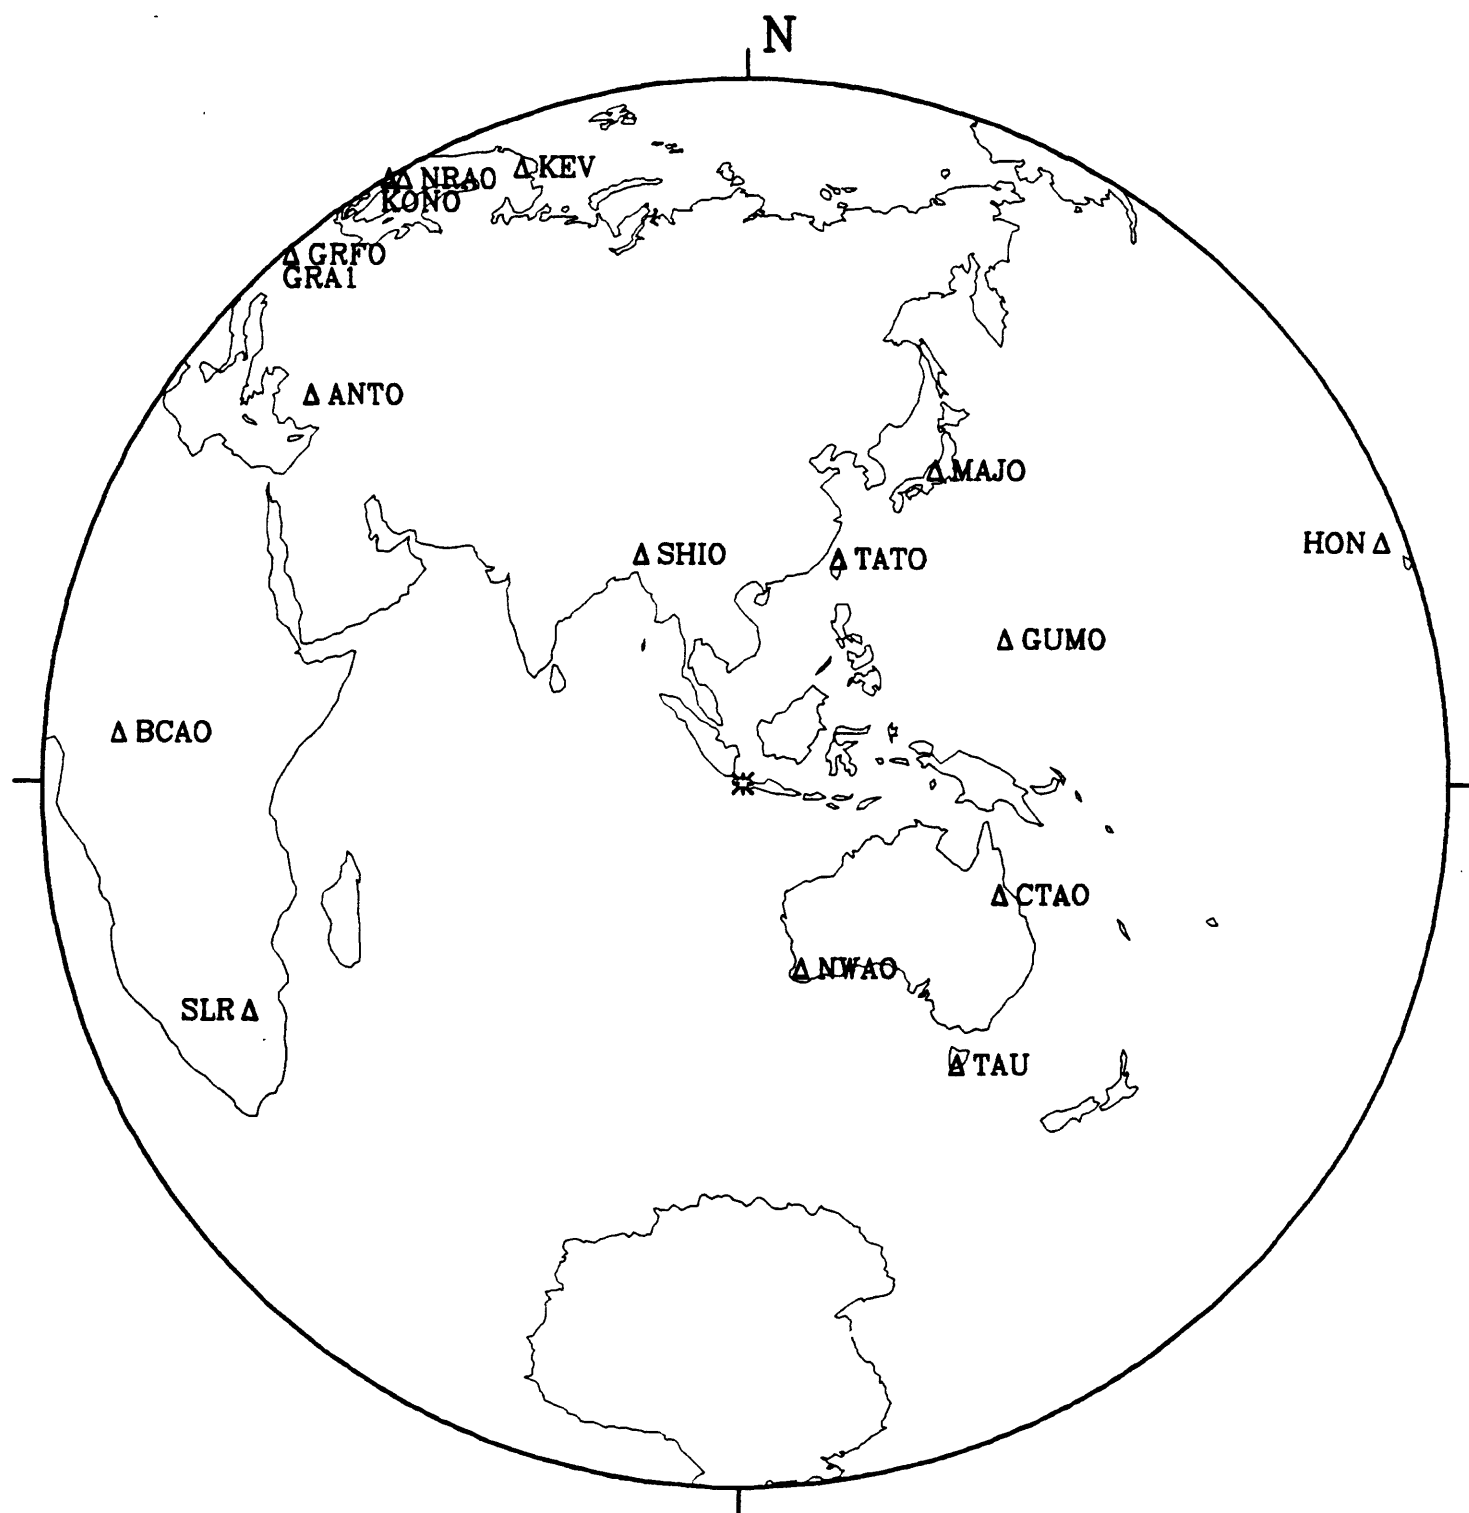 N
KEV
NRAO
KONO
GRFO
GRA1
ANTO
MAJO
HON
SHIO
TATO
GUMO
BCAO
CTAO
NWAO
SLR
TAU